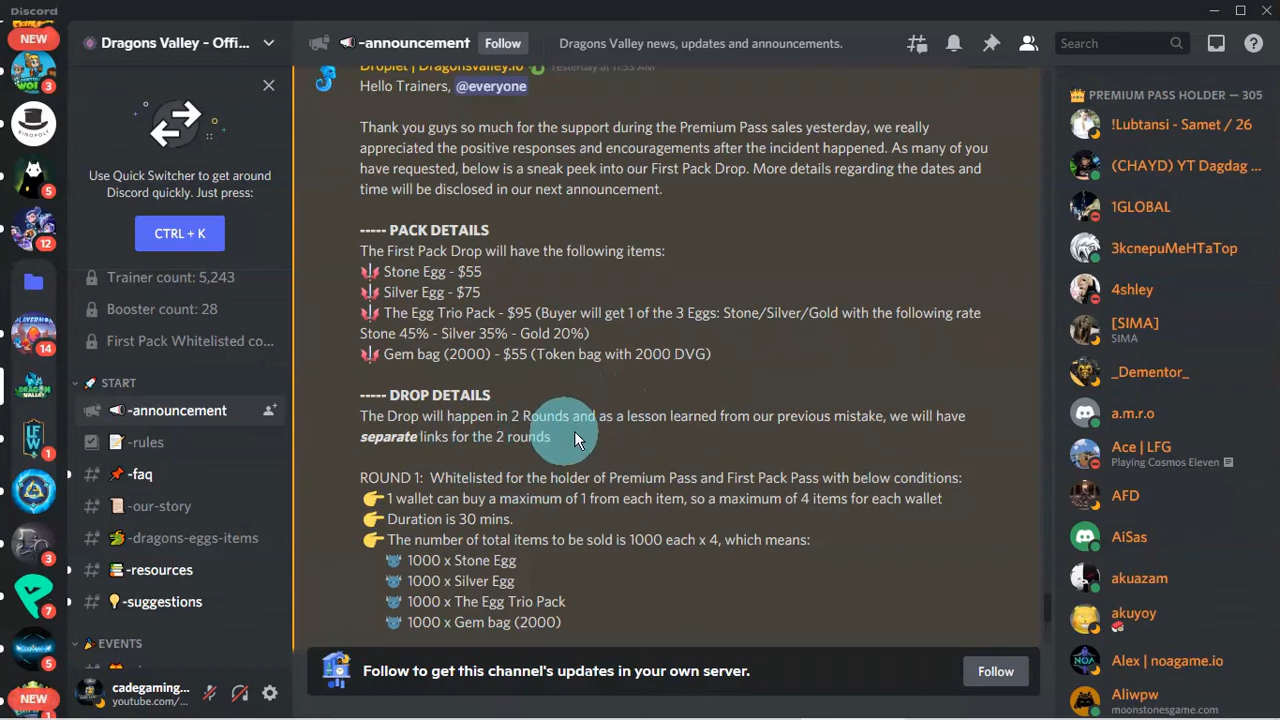 Discord
NEW
3
5
12
14
3
7
5
NEW
Dragons Valley - Offi...
Use Quick Switcher to get around
Discord quickly. Just press:
CTRL + K
Trainer count: 5,243
Booster count: 28
First Pack Whitelisted co...
START
-announcement
-rules
-faq
-our-story
-dragons-eggs-items
-resources
-suggestions
EVENTS
cadegaming...
youtube.com/...
-announcement
Follow
Dragons Valley news, updates and announcements.
Search
Droplet | Dragonsvalley.io Yesterday at 11:53 AM
Hello Trainers, @everyone
Thank you guys so much for the support during the Premium Pass sales yesterday, we really
appreciated the positive responses and encouragements after the incident happened. As many of you
have requested, below is a sneak peek into our First Pack Drop. More details regarding the dates and
time will be disclosed in our next announcement.
----- PACK DETAILS
The First Pack Drop will have the following items:
Stone Egg - $55
Silver Egg - $75
The Egg Trio Pack - $95 (Buyer will get 1 of the 3 Eggs: Stone/Silver/Gold with the following rate
Stone 45% - Silver 35% - Gold 20%)
Gem bag (2000) - $55 (Token bag with 2000 DVG)
----- DROP DETAILS
The Drop will happen in 2 Rounds and as a lesson learned from our previous mistake, we will have
separate links for the 2 rounds
ROUND 1:  Whitelisted for the holder of Premium Pass and First Pack Pass with below conditions:
1 wallet can buy a maximum of 1 from each item, so a maximum of 4 items for each wallet
Duration is 30 mins.
The number of total items to be sold is 1000 each x 4, which means:
1000 x Stone Egg
1000 x Silver Egg
1000 x The Egg Trio Pack
1000 x Gem bag (2000)
Follow to get this channel's updates in your own server.
Follow
PREMIUM PASS HOLDER — 305
!Lubtansi - Samet / 26
(CHAYD) YT Dagdag ...
1GLOBAL
3kcnepuMeHTaTop
4shley
[SIMA]
SIMA
_Dementor_
a.m.r.o
Ace | LFG
Playing Cosmos Eleven
AFD
AiSas
akuazam
akuyoy
Alex | noagame.io
Aliwpw
moonstonesgame.com